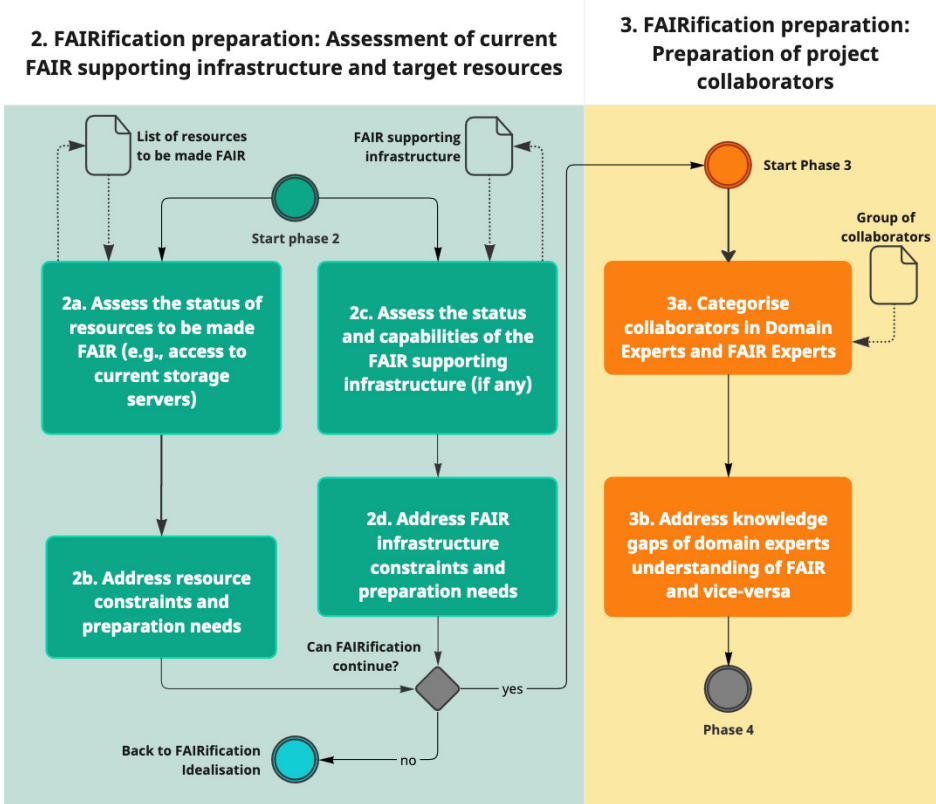 2. FAIRification preparation: Assessment of current
FAIR supporting infrastructure and target resources
3. FAIRification preparation:
Preparation of project
collaborators
List of resources
to be made FAIR
FAIR supporting
infrastructure
Start phase 2
2a. Assess the status of
resources to be made
FAIR (e.g., access to
current storage
servers)
2c. Assess the status
and capabilities of the
FAIR supporting
infrastructure (if any)
2b. Address resource
constraints and
preparation needs
2d. Address FAIR
infrastructure
constraints and
preparation needs
Can FAIRification
continue?
yes
no
Back to FAIRification
Idealisation
Start Phase 3
Group of
collaborators
3a. Categorise
collaborators in Domain
Experts and FAIR Experts
3b. Address knowledge
gaps of domain experts
understanding of FAIR
and vice-versa
Phase 4